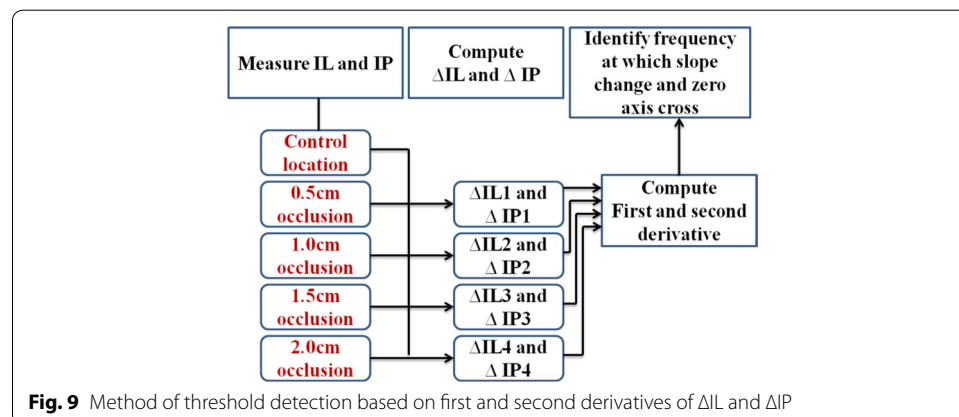 Measure IL and IP
Compute
ΔIL and Δ IP
Identify frequency
at which slope
change and zero
axis cross
Control
location
0.5cm
occlusion
1.0cm
occlusion
1.5cm
occlusion
2.0cm
occlusion
ΔIL1 and
Δ IP1
ΔIL2 and
Δ IP2
ΔIL3 and
Δ IP3
ΔIL4 and
Δ IP4
Compute
First and second
derivative
Fig. 9 Method of threshold detection based on first and second derivatives of ΔIL and ΔIP